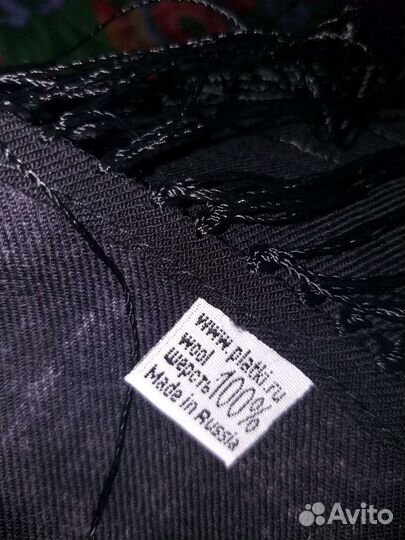 www.platki.ru
wool
шерсть 100%
Made in Russia
Avito